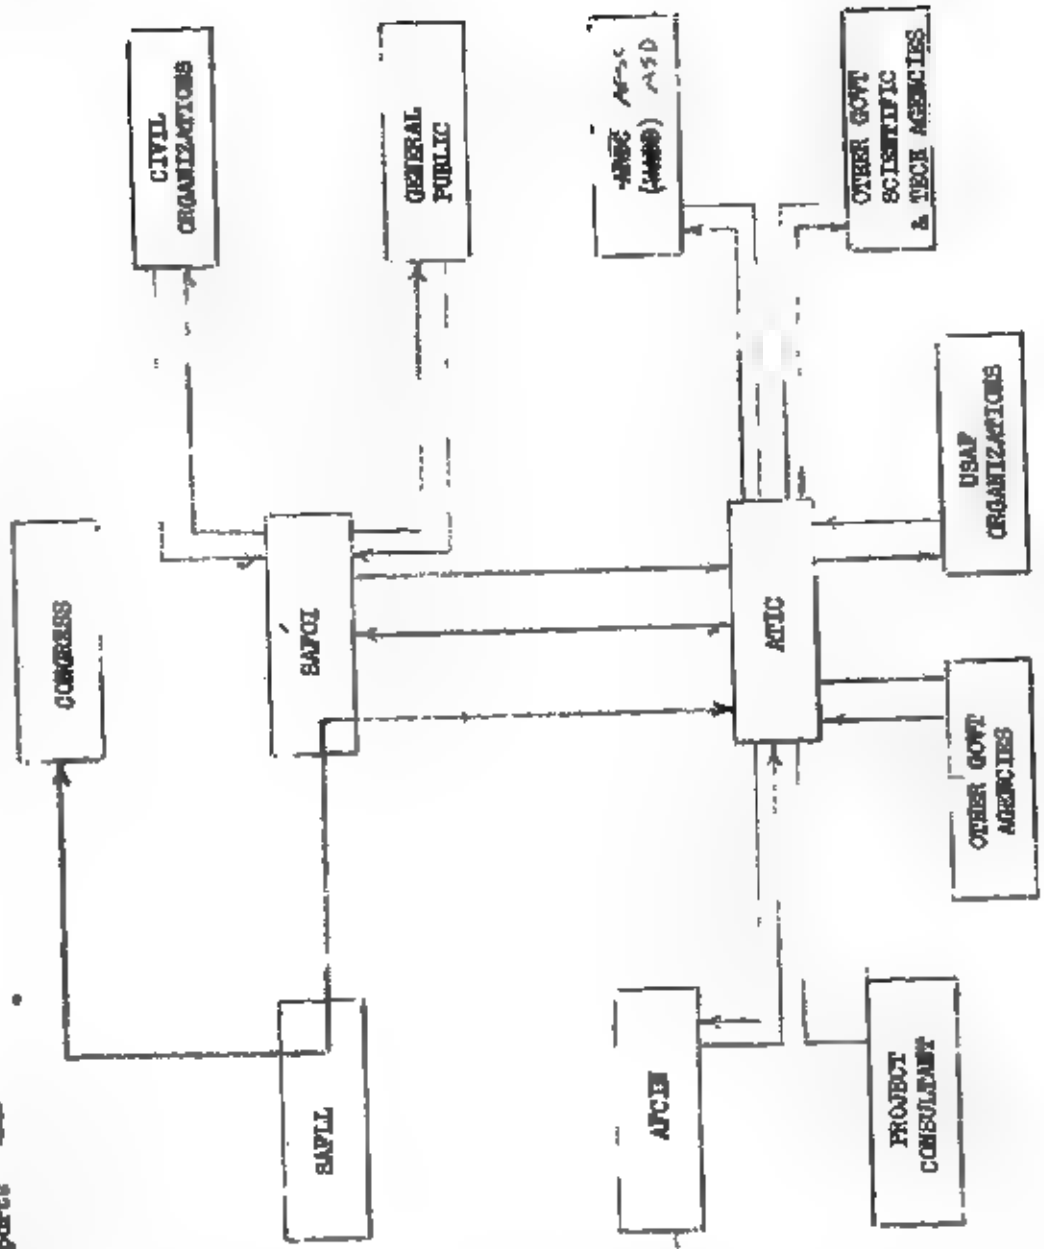 CONGRESS
CIVIL
ORGANIZATIONS
SAFLL
SAFOI
GENERAL
PUBLIC
AFCIN
ATIC
AFSC
ASD
PROJECT
CONSULTANT
OTHER GOVT
AGENCIES
USAF
ORGANIZATIONS
OTHER GOVT
SCIENTIFIC
& TECH AGENCIES